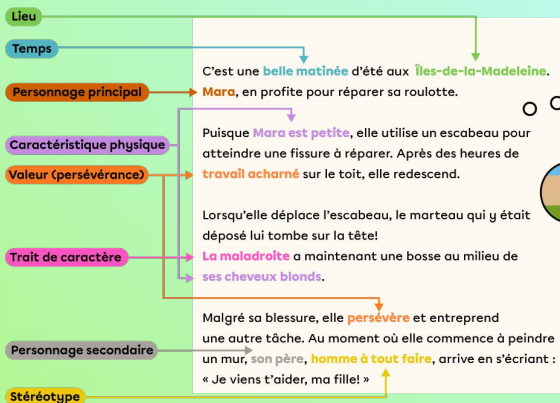 Lieu
Temps
Personnage principal
Caractéristique physique
Valeur (persévérance)
Trait de caractère
Personnage secondaire
Stéréotype
C'est une belle matinée d'été aux Îles-de-la-Madeleine.
Mara, en profite pour réparer sa roulotte.
Puisque Mara est petite, elle utilise un escabeau pour
atteindre une fissure à réparer. Après des heures de
travail acharné sur le toit, elle redescend.
Lorsqu'elle déplace l'escabeau, le marteau qui y était
déposé lui tombe sur la tête!
La maladroite a maintenant une bosse au milieu de
ses cheveux blonds.
Malgré sa blessure, elle persévère et entreprend
une autre tâche. Au moment où elle commence à peindre
un mur, son père, homme à tout faire, arrive en s'écriant :
« Je viens t'aider, ma fille! »